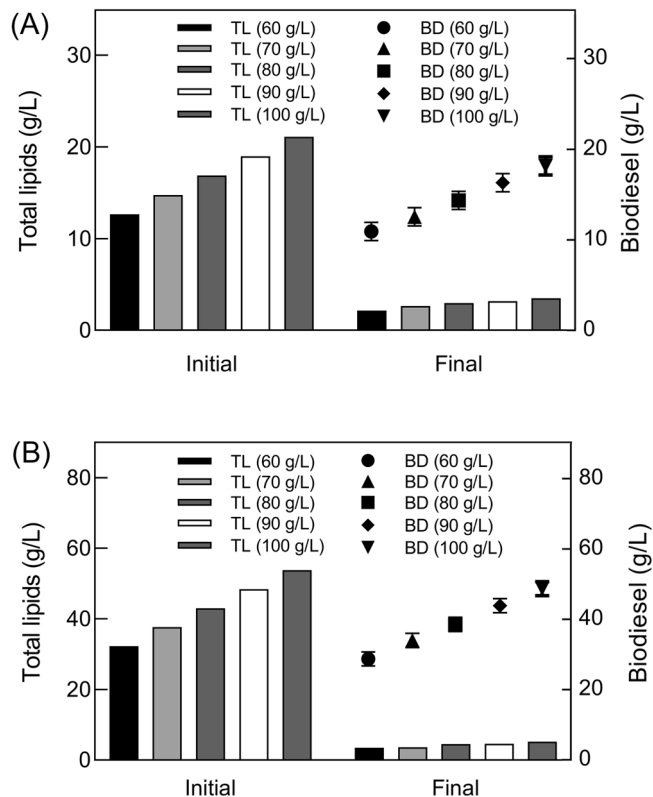 (A)
TL (60 g/L) BD (60 g/L)
TL (70 g/L) BD (70 g/L)
TL (80 g/L) BD (80 g/L)
TL (90 g/L) BD (90 g/L)
TL (100 g/L) BD (100 g/L)
Total lipids (g/L)
30
20
10
0
Biodiesel (g/L)
30
20
10
0
Initial Final
(B)
TL (60 g/L) BD (60 g/L)
TL (70 g/L) BD (70 g/L)
TL (80 g/L) BD (80 g/L)
TL (90 g/L) BD (90 g/L)
TL (100 g/L) BD (100 g/L)
Total lipids (g/L)
80
60
40
20
0
Biodiesel (g/L)
80
60
40
20
0
Initial Final